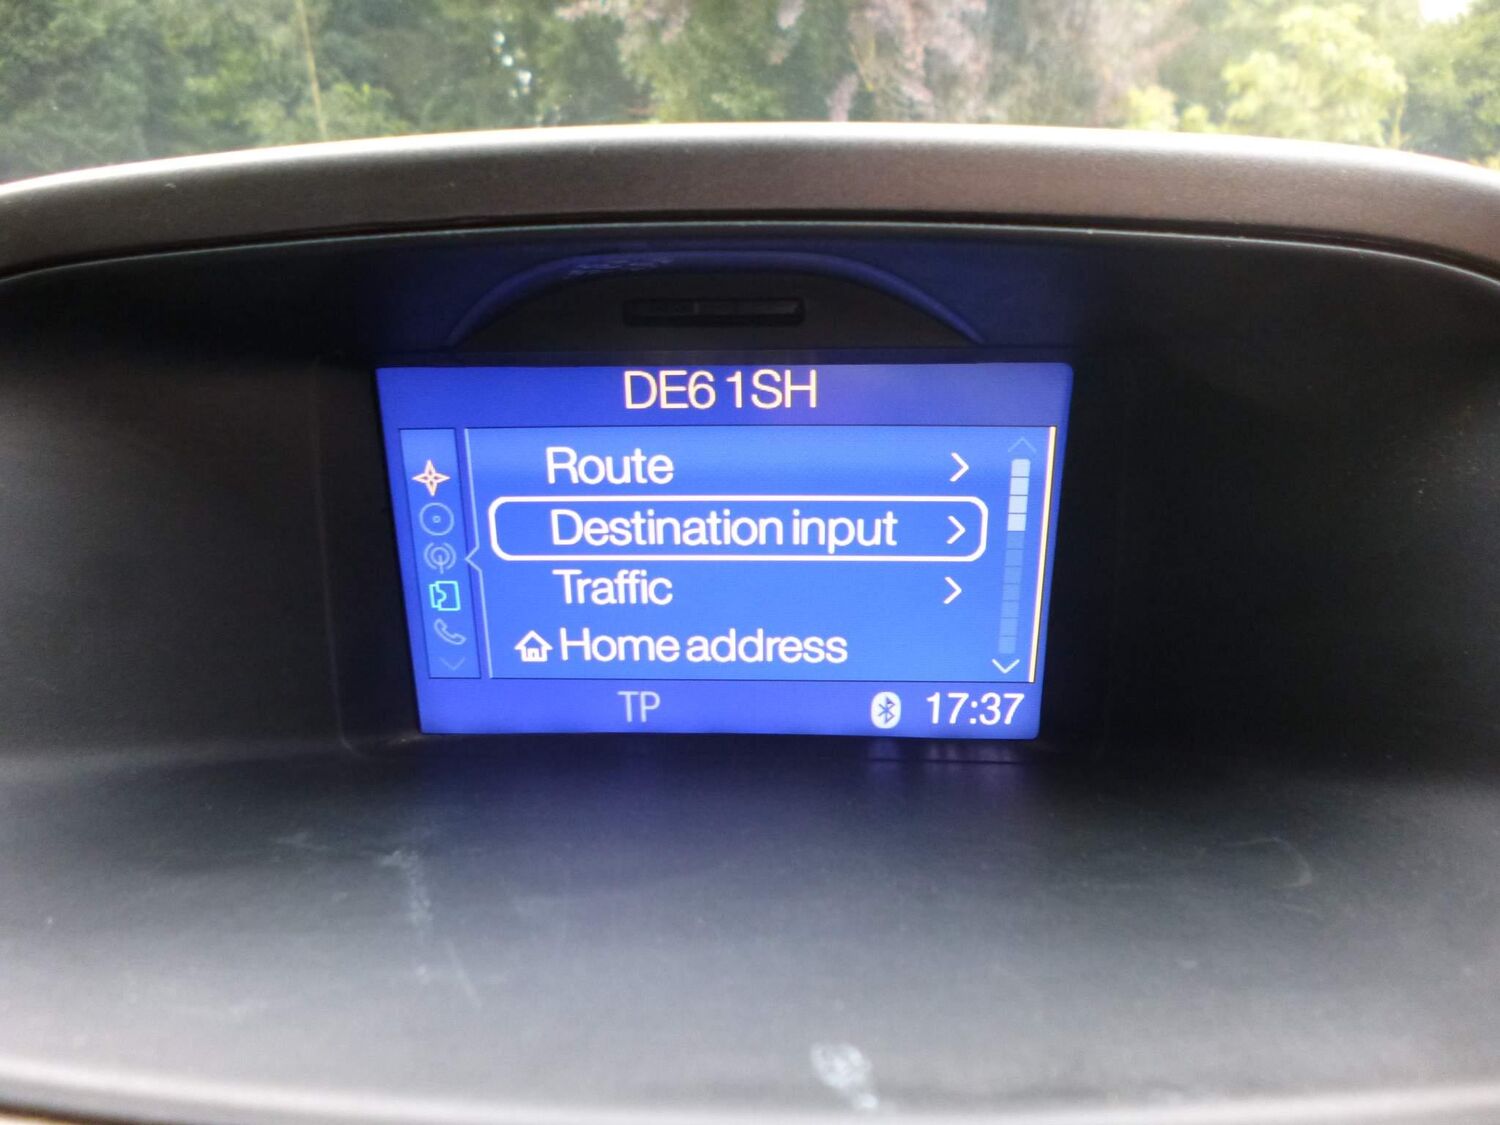 DE6 1SH
Route
Destination input
Traffic
Home address
TP
17:37